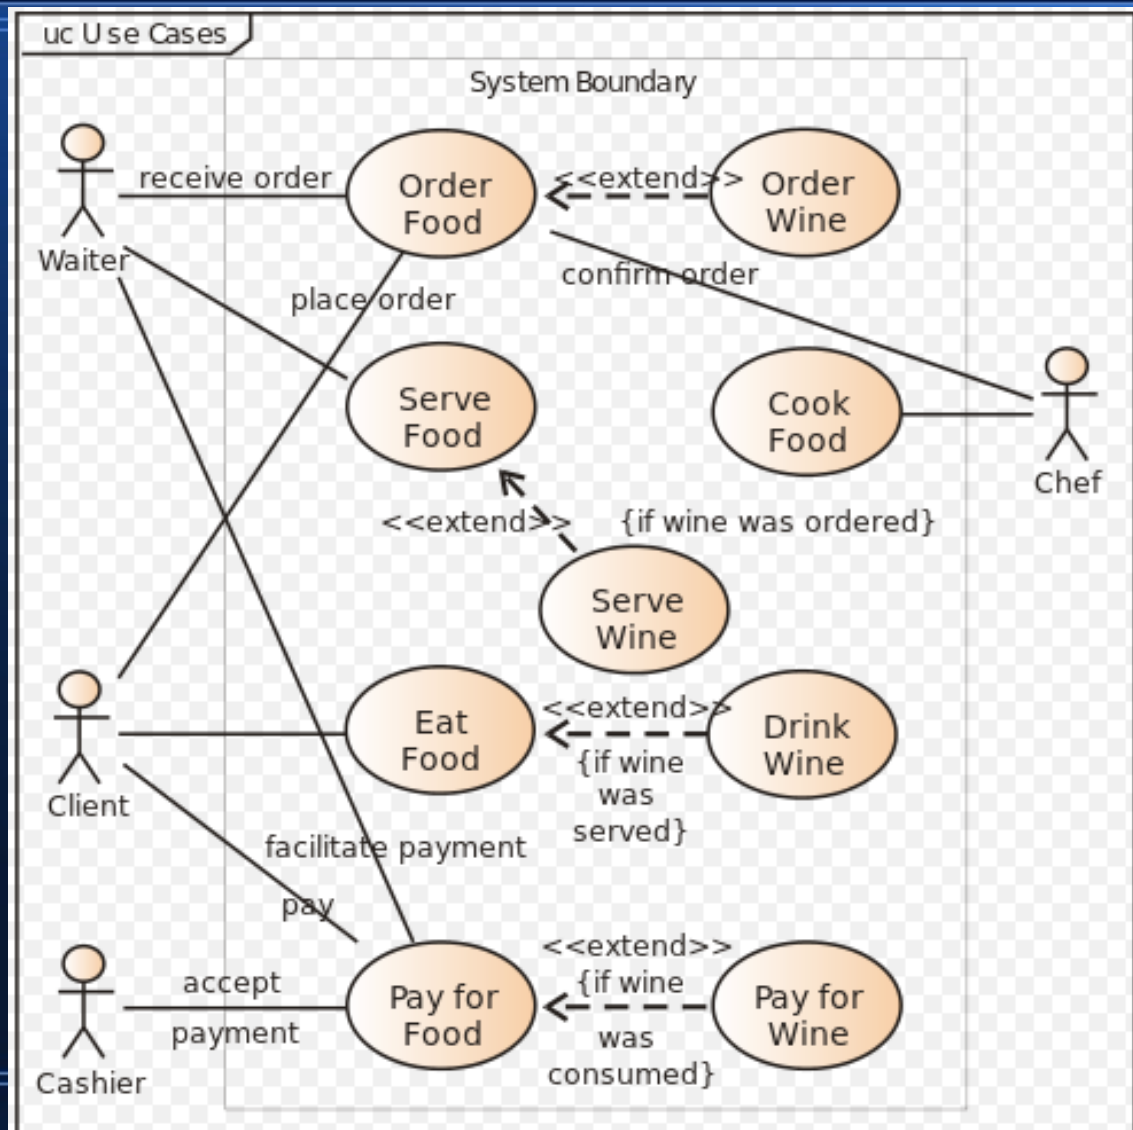 uc Use Cases
System Boundary
receive order
Order
Food
<<extend>>
Order
Wine
Waiter
confirm order
place order
Serve
Food
Cook
Food
Chef
<<extend>>
{if wine was ordered}
Serve
Wine
Eat
Food
<<extend>>
{if wine
was
served}
Drink
Wine
Client
facilitate payment
pay
accept
payment
Cashier
Pay for
Food
<<extend>>
{if wine
was
consumed}
Pay for
Wine